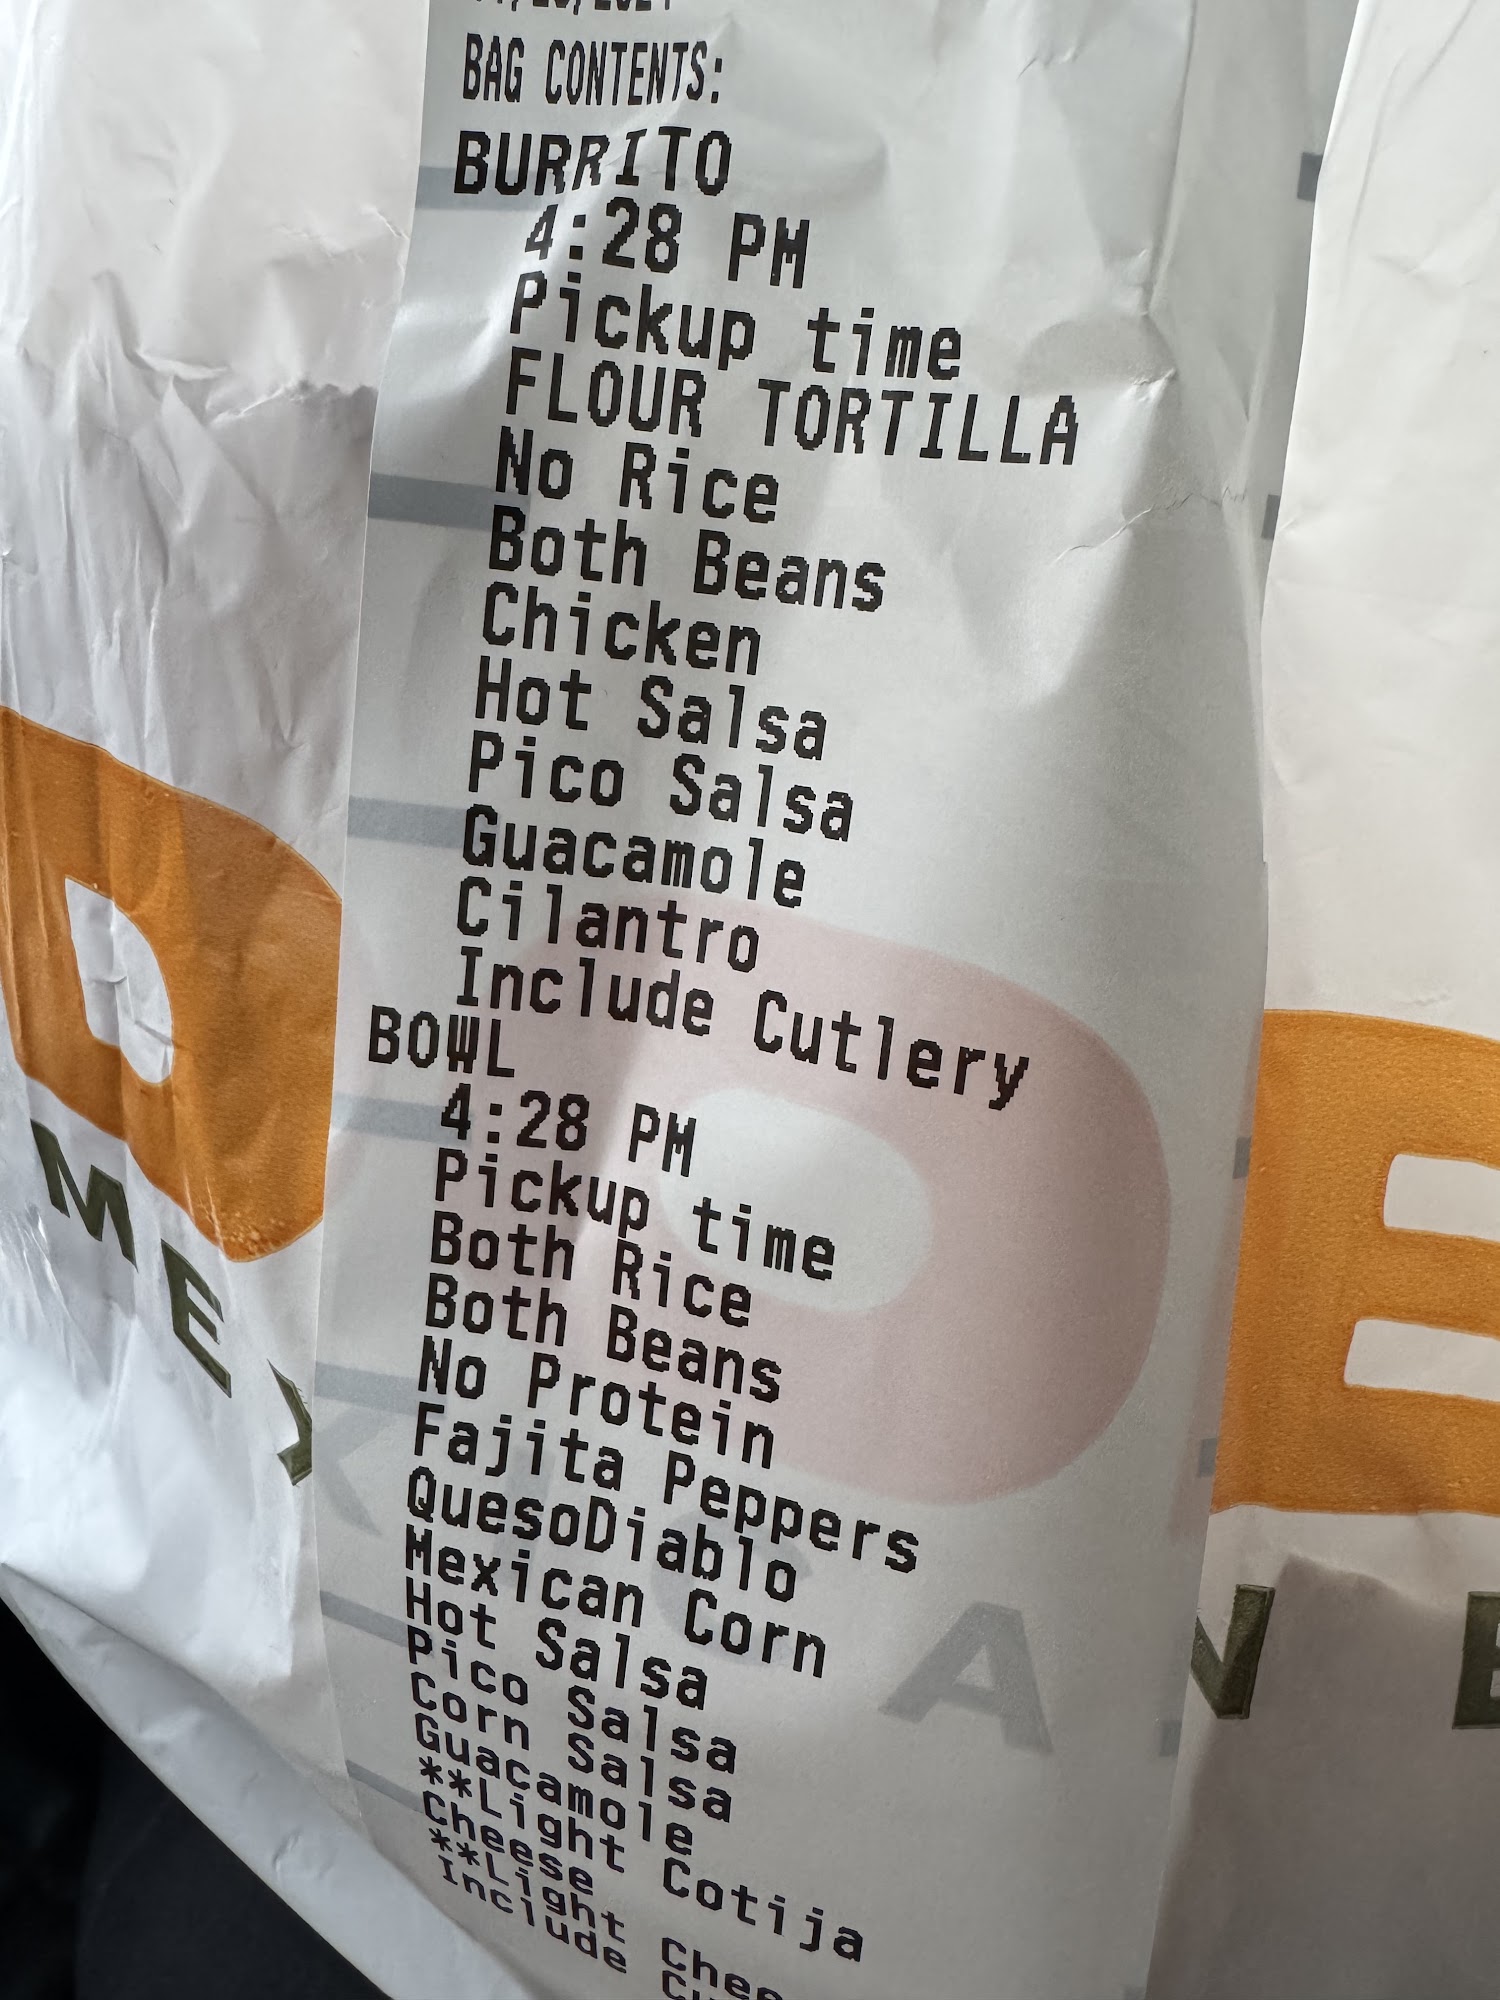 BAG CONTENTS:
BURRITO
4:28 PM
Pickup time
FLOUR TORTILLA
No Rice
Both Beans
Chicken
Hot Salsa
Pico Salsa
Guacamole
Cilantro
Include Cutlery
BOWL
4:28 PM
Pickup time
Both Rice
Both Beans
No Protein
Fajita Peppers
QuesoDiablo
Mexican Corn
Hot Salsa
Pico Salsa
Corn Salsa
Guacamole
**Light Cotija
Cheese
**Light Chee
Include Cu
D
E
MEX
A
N E